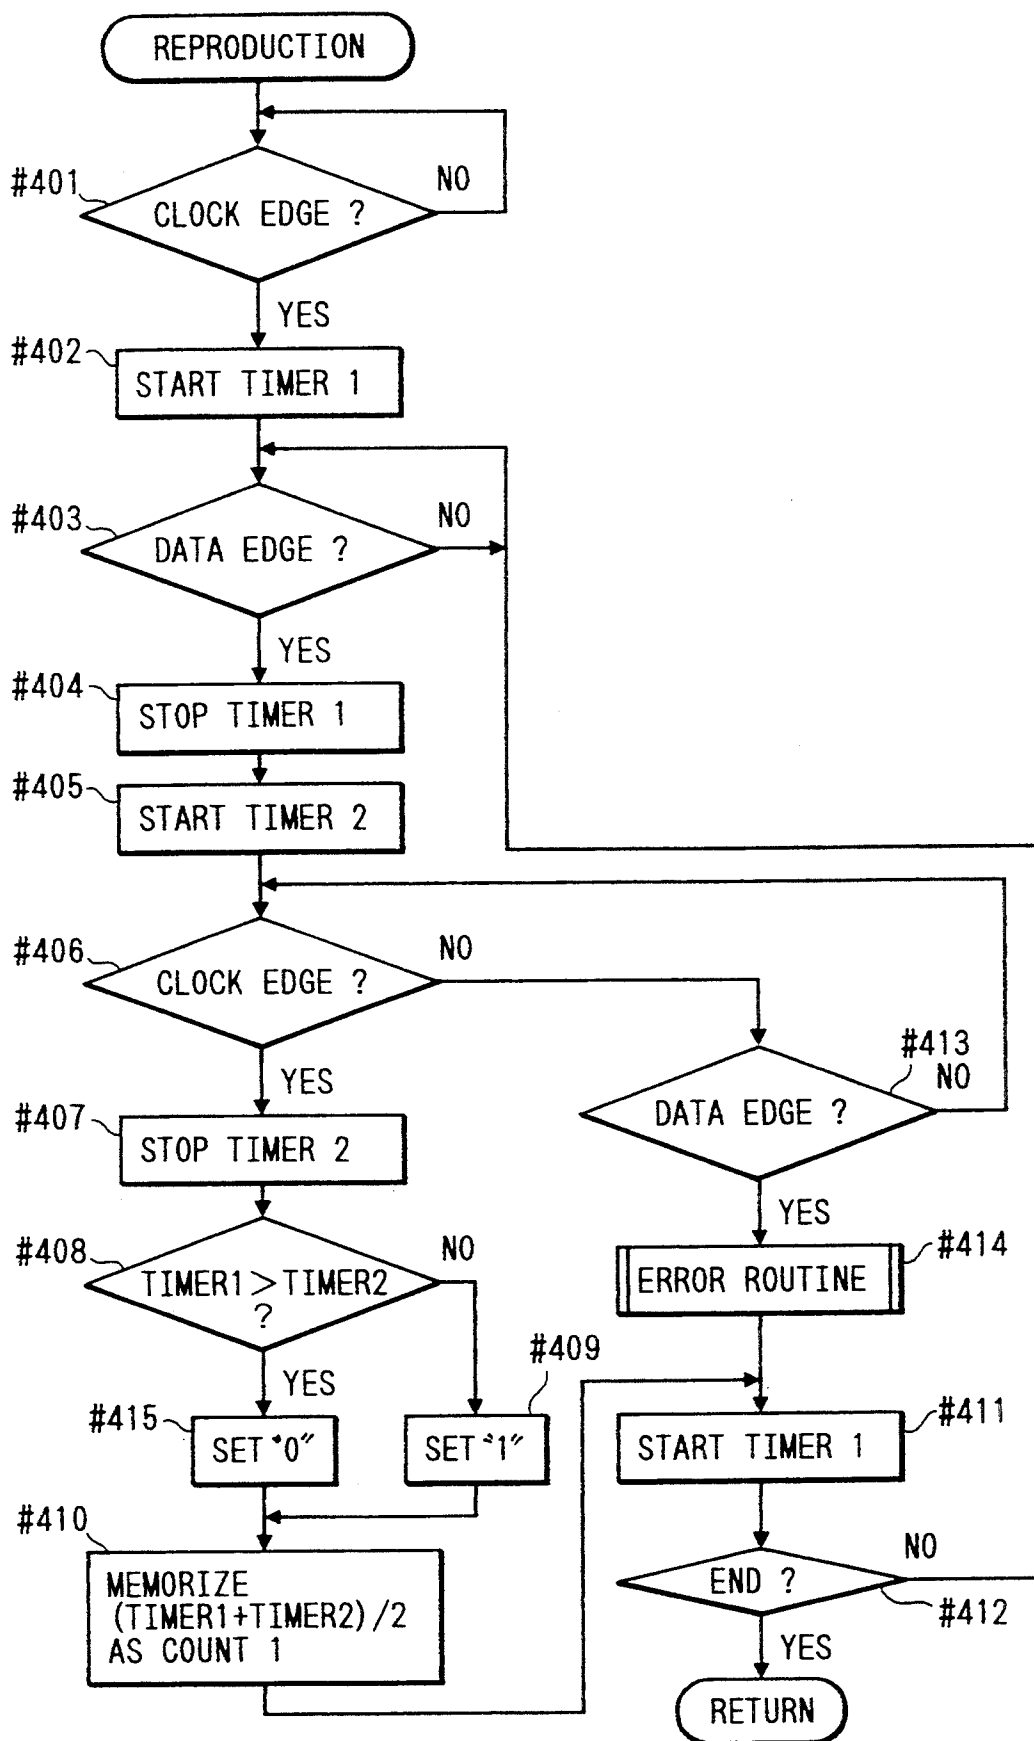 REPRODUCTION
#401
CLOCK EDGE ?
NO
YES
#402
START TIMER 1
#403
DATA EDGE ?
NO
YES
#404
STOP TIMER 1
#405
START TIMER 2
#406
CLOCK EDGE ?
NO
YES
#413
NO
DATA EDGE ?
YES
#407
STOP TIMER 2
#408
TIMER1>TIMER2
?
NO
YES
#414
ERROR ROUTINE
#415
SET "0"
#409
SET "1"
#411
START TIMER 1
#410
MEMORIZE
(TIMER1+TIMER2)/2
AS COUNT 1
END ?
NO
#412
YES
RETURN